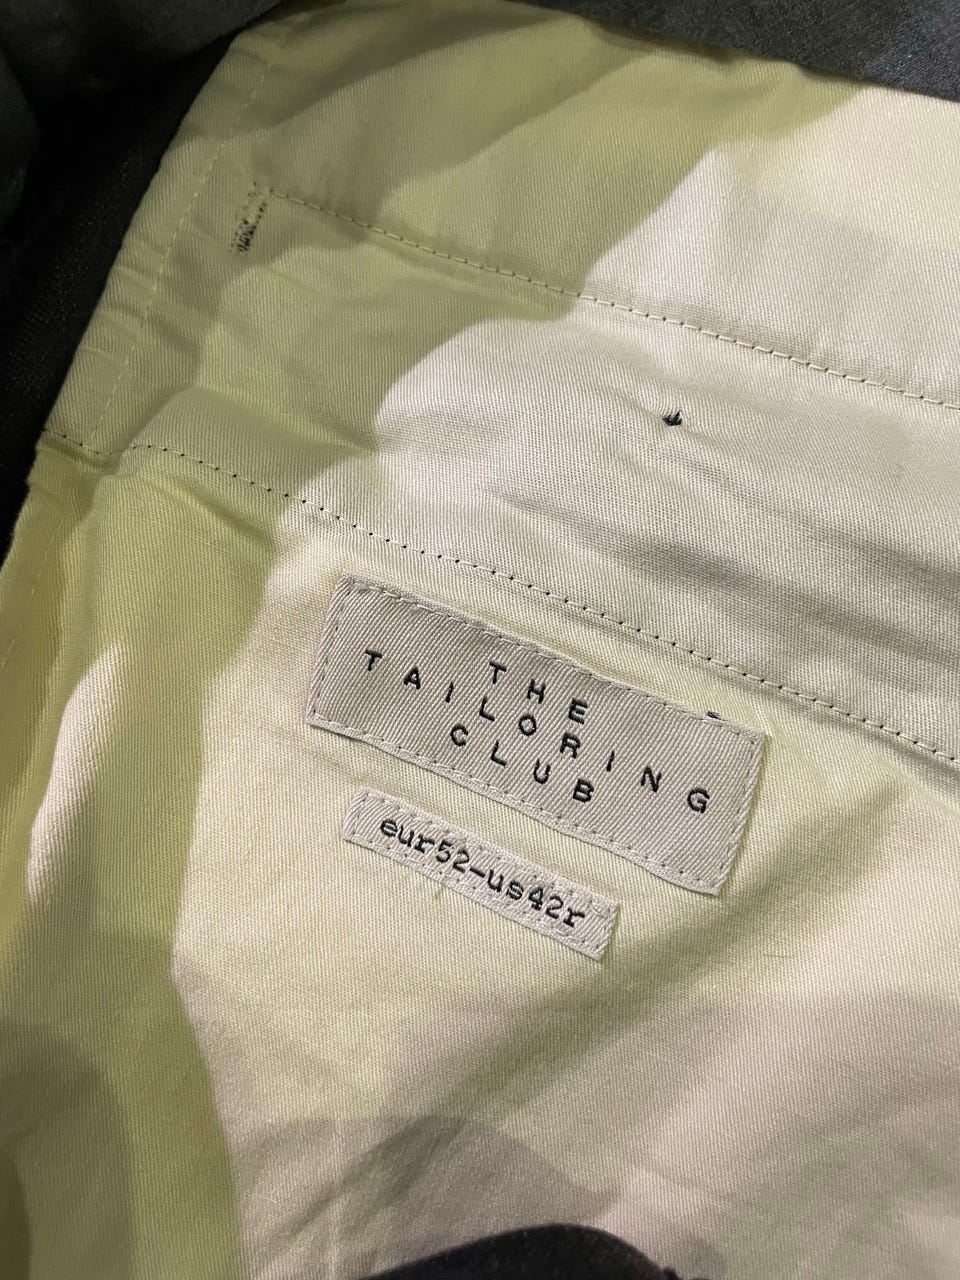 THE
TAILORING
CLUB
eur52-us42r